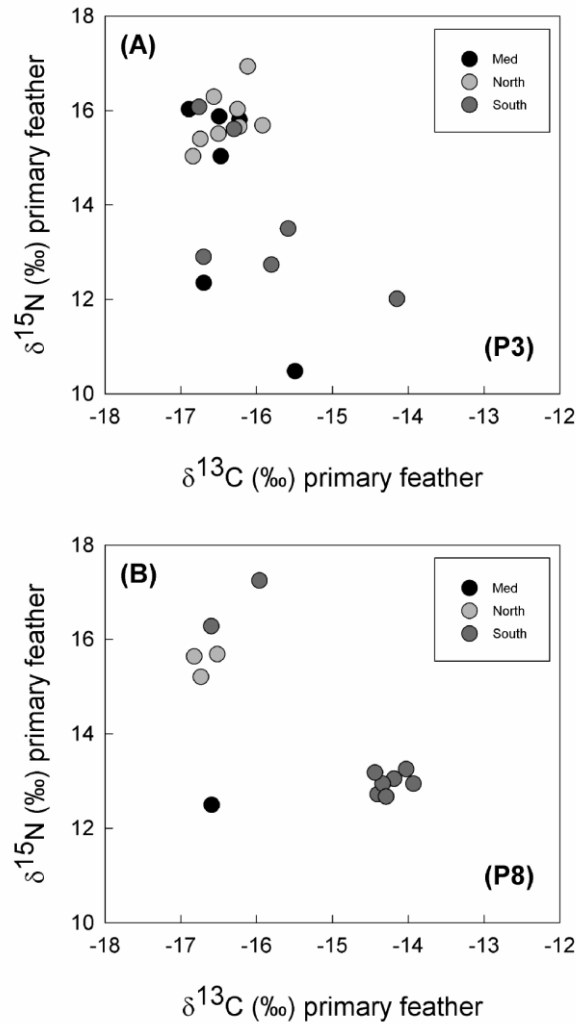 (A)
Med
North
South
18
16
14
12
10
δ15N (‰) primary feather
(P3)
-18 -17 -16 -15 -14 -13 -12
δ13C (‰) primary feather
(B)
Med
North
South
18
16
14
12
10
δ15N (‰) primary feather
(P8)
-18 -17 -16 -15 -14 -13 -12
δ13C (‰) primary feather